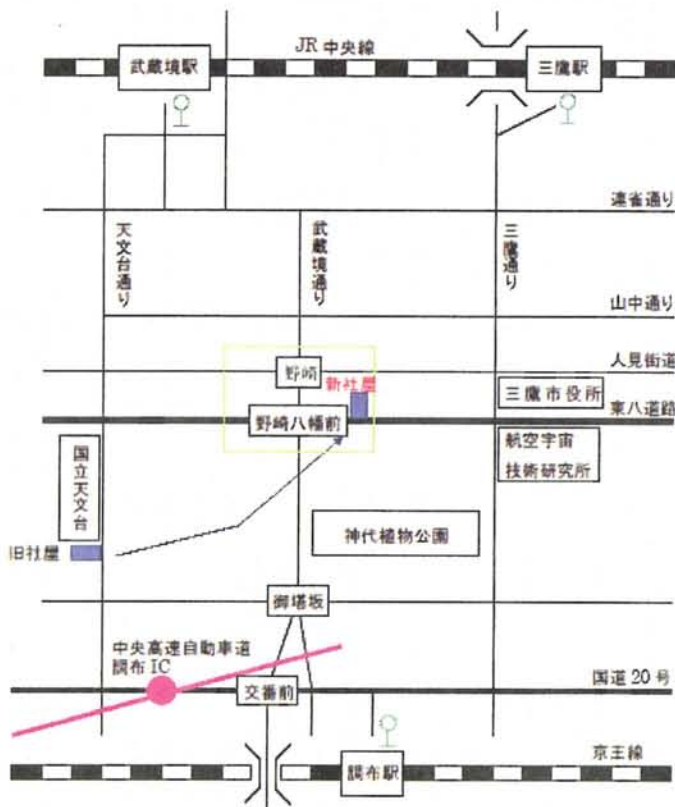 JR 中央線
武蔵境駅
三鷹駅
連雀通り
天文台通り
武蔵境通り
三鷹通り
山中通り
人見街道
野崎
新社屋
三鷹市役所
東八道路
野崎八幡前
航空宇宙
技術研究所
国立天文台
神代植物公園
旧社屋
御塔坂
中央高速自動車道
調布 IC
国道 20 号
交番前
京王線
調布駅